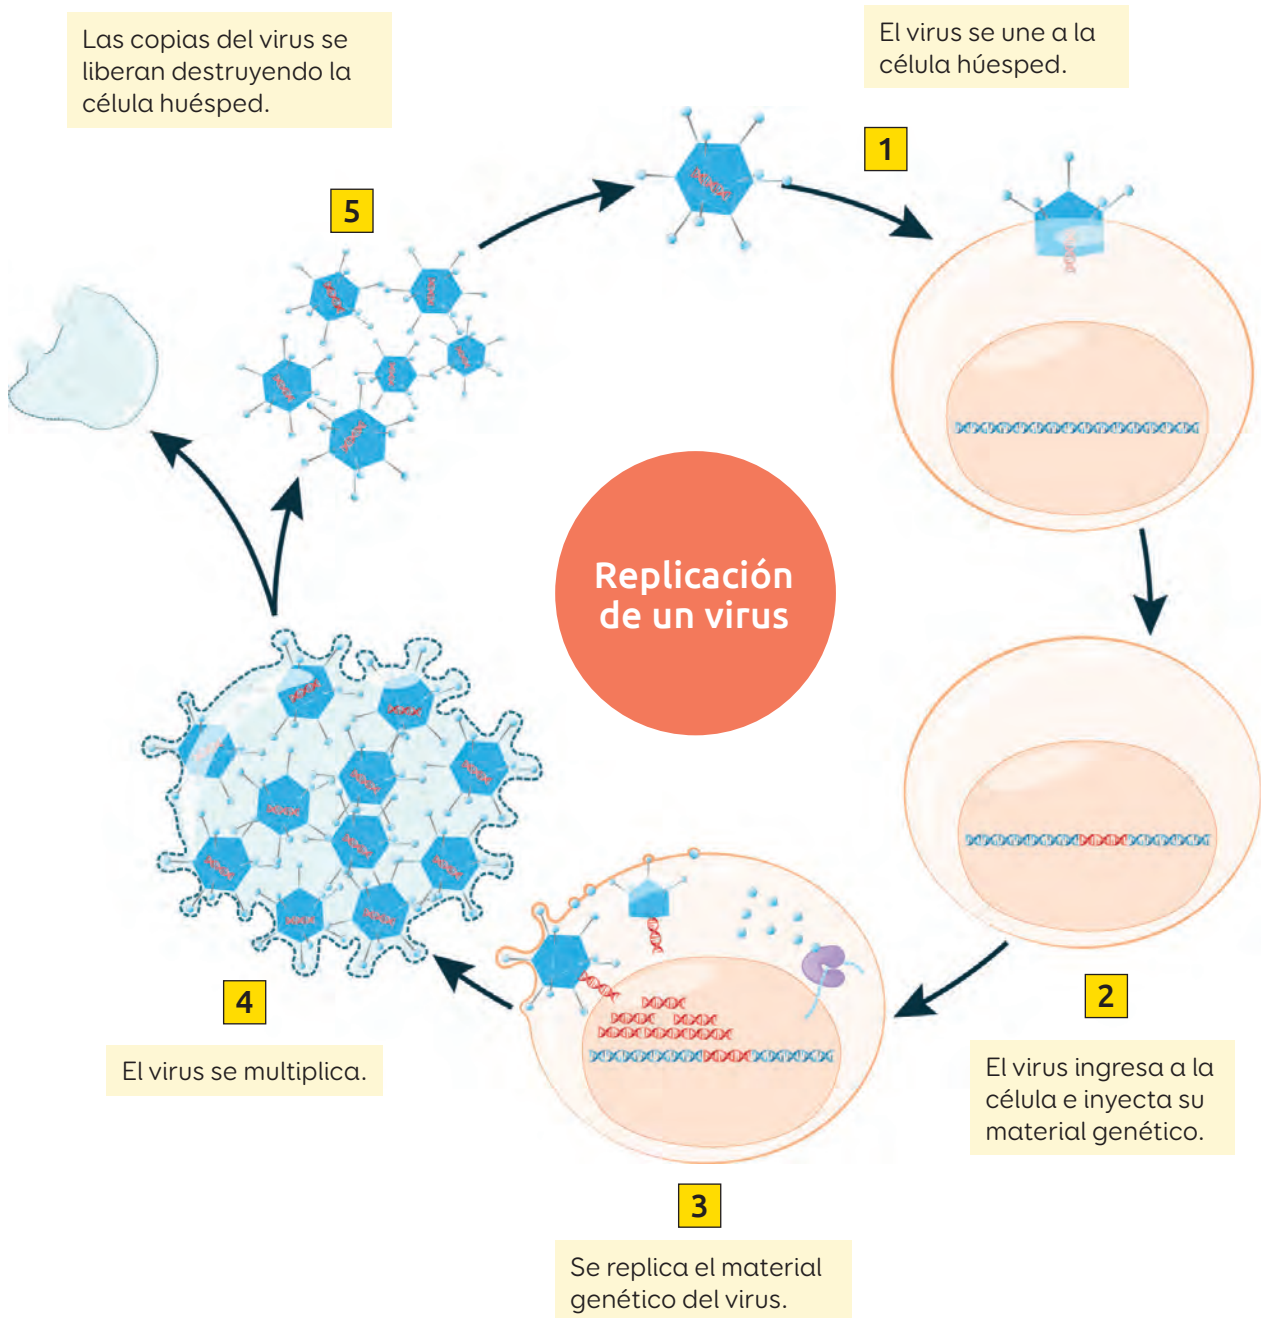 Las copias del virus se
liberan destruyendo la
célula huésped.
El virus se une a la
célula húesped.
1
5
Replicación
de un virus
4
El virus se multiplica.
2
El virus ingresa a la
célula e inyecta su
material genético.
3
Se replica el material
genético del virus.